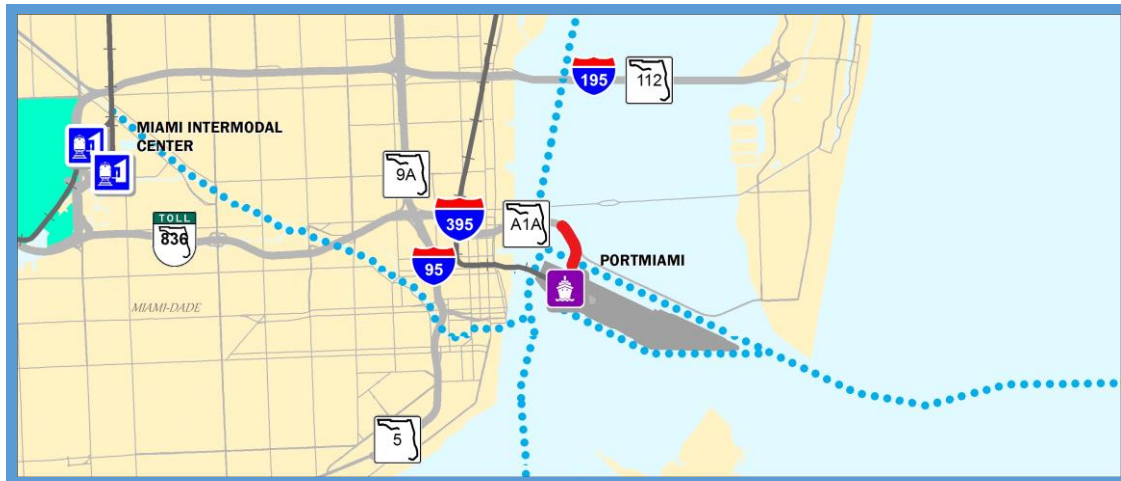 195
112
MIAMI INTERMODAL
CENTER
9A
395
A1A
TOLL
836
95
PORTMIAMI
MIAMI-DADE
5